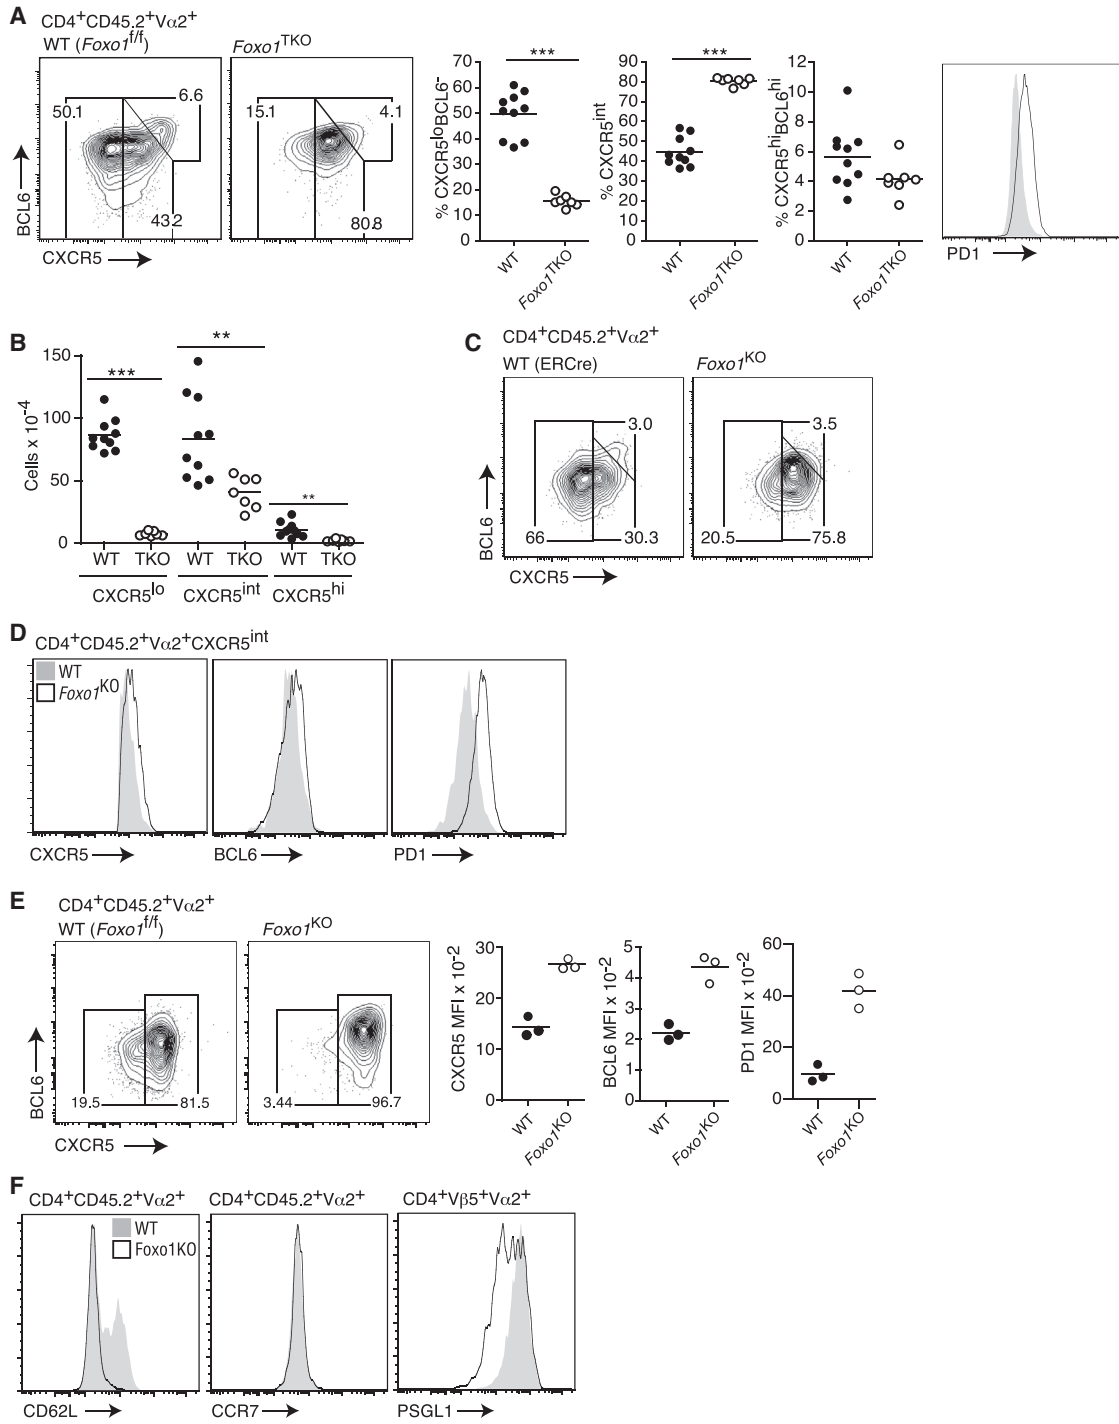 A
CD4+CD45.2+Vα2+
WT (Foxo1f/f)
Foxo1TKO
50.1
6.6
43.2
15.1
4.1
80.8
BCL6
CXCR5
% CXCR5loBCL6-
70
60
50
40
30
20
10
0
***
WT
Foxo1TKO
% CXCR5int
90
80
70
60
50
40
30
20
10
0
***
WT
Foxo1TKO
% CXCR5hiBCL6hi
12
10
8
6
4
2
0
WT
Foxo1TKO
PD1
B
Cells x 10-4
150
100
50
0
***
**
**
WT TKO WT TKO WT TKO
CXCR5lo CXCR5int CXCR5hi
C
CD4+CD45.2+Vα2+
WT (ERCre)
Foxo1KO
3.0
66
30.3
3.5
20.5
75.8
BCL6
CXCR5
D
CD4+CD45.2+Vα2+CXCR5int
WT
Foxo1KO
CXCR5
BCL6
PD1
E
CD4+CD45.2+Vα2+
WT (Foxo1f/f)
Foxo1KO
19.5
81.5
3.44
96.7
BCL6
CXCR5
CXCR5 MFI x 10-2
30
20
10
0
WT
Foxo1KO
BCL6 MFI x 10-2
5
4
3
2
1
0
WT
Foxo1KO
PD1 MFI x 10-2
60
40
20
0
WT
Foxo1KO
F
CD4+CD45.2+Vα2+
CD4+CD45.2+Vα2+
CD4+Vβ5+Vα2+
WT
Foxo1KO
CD62L
CCR7
PSGL1